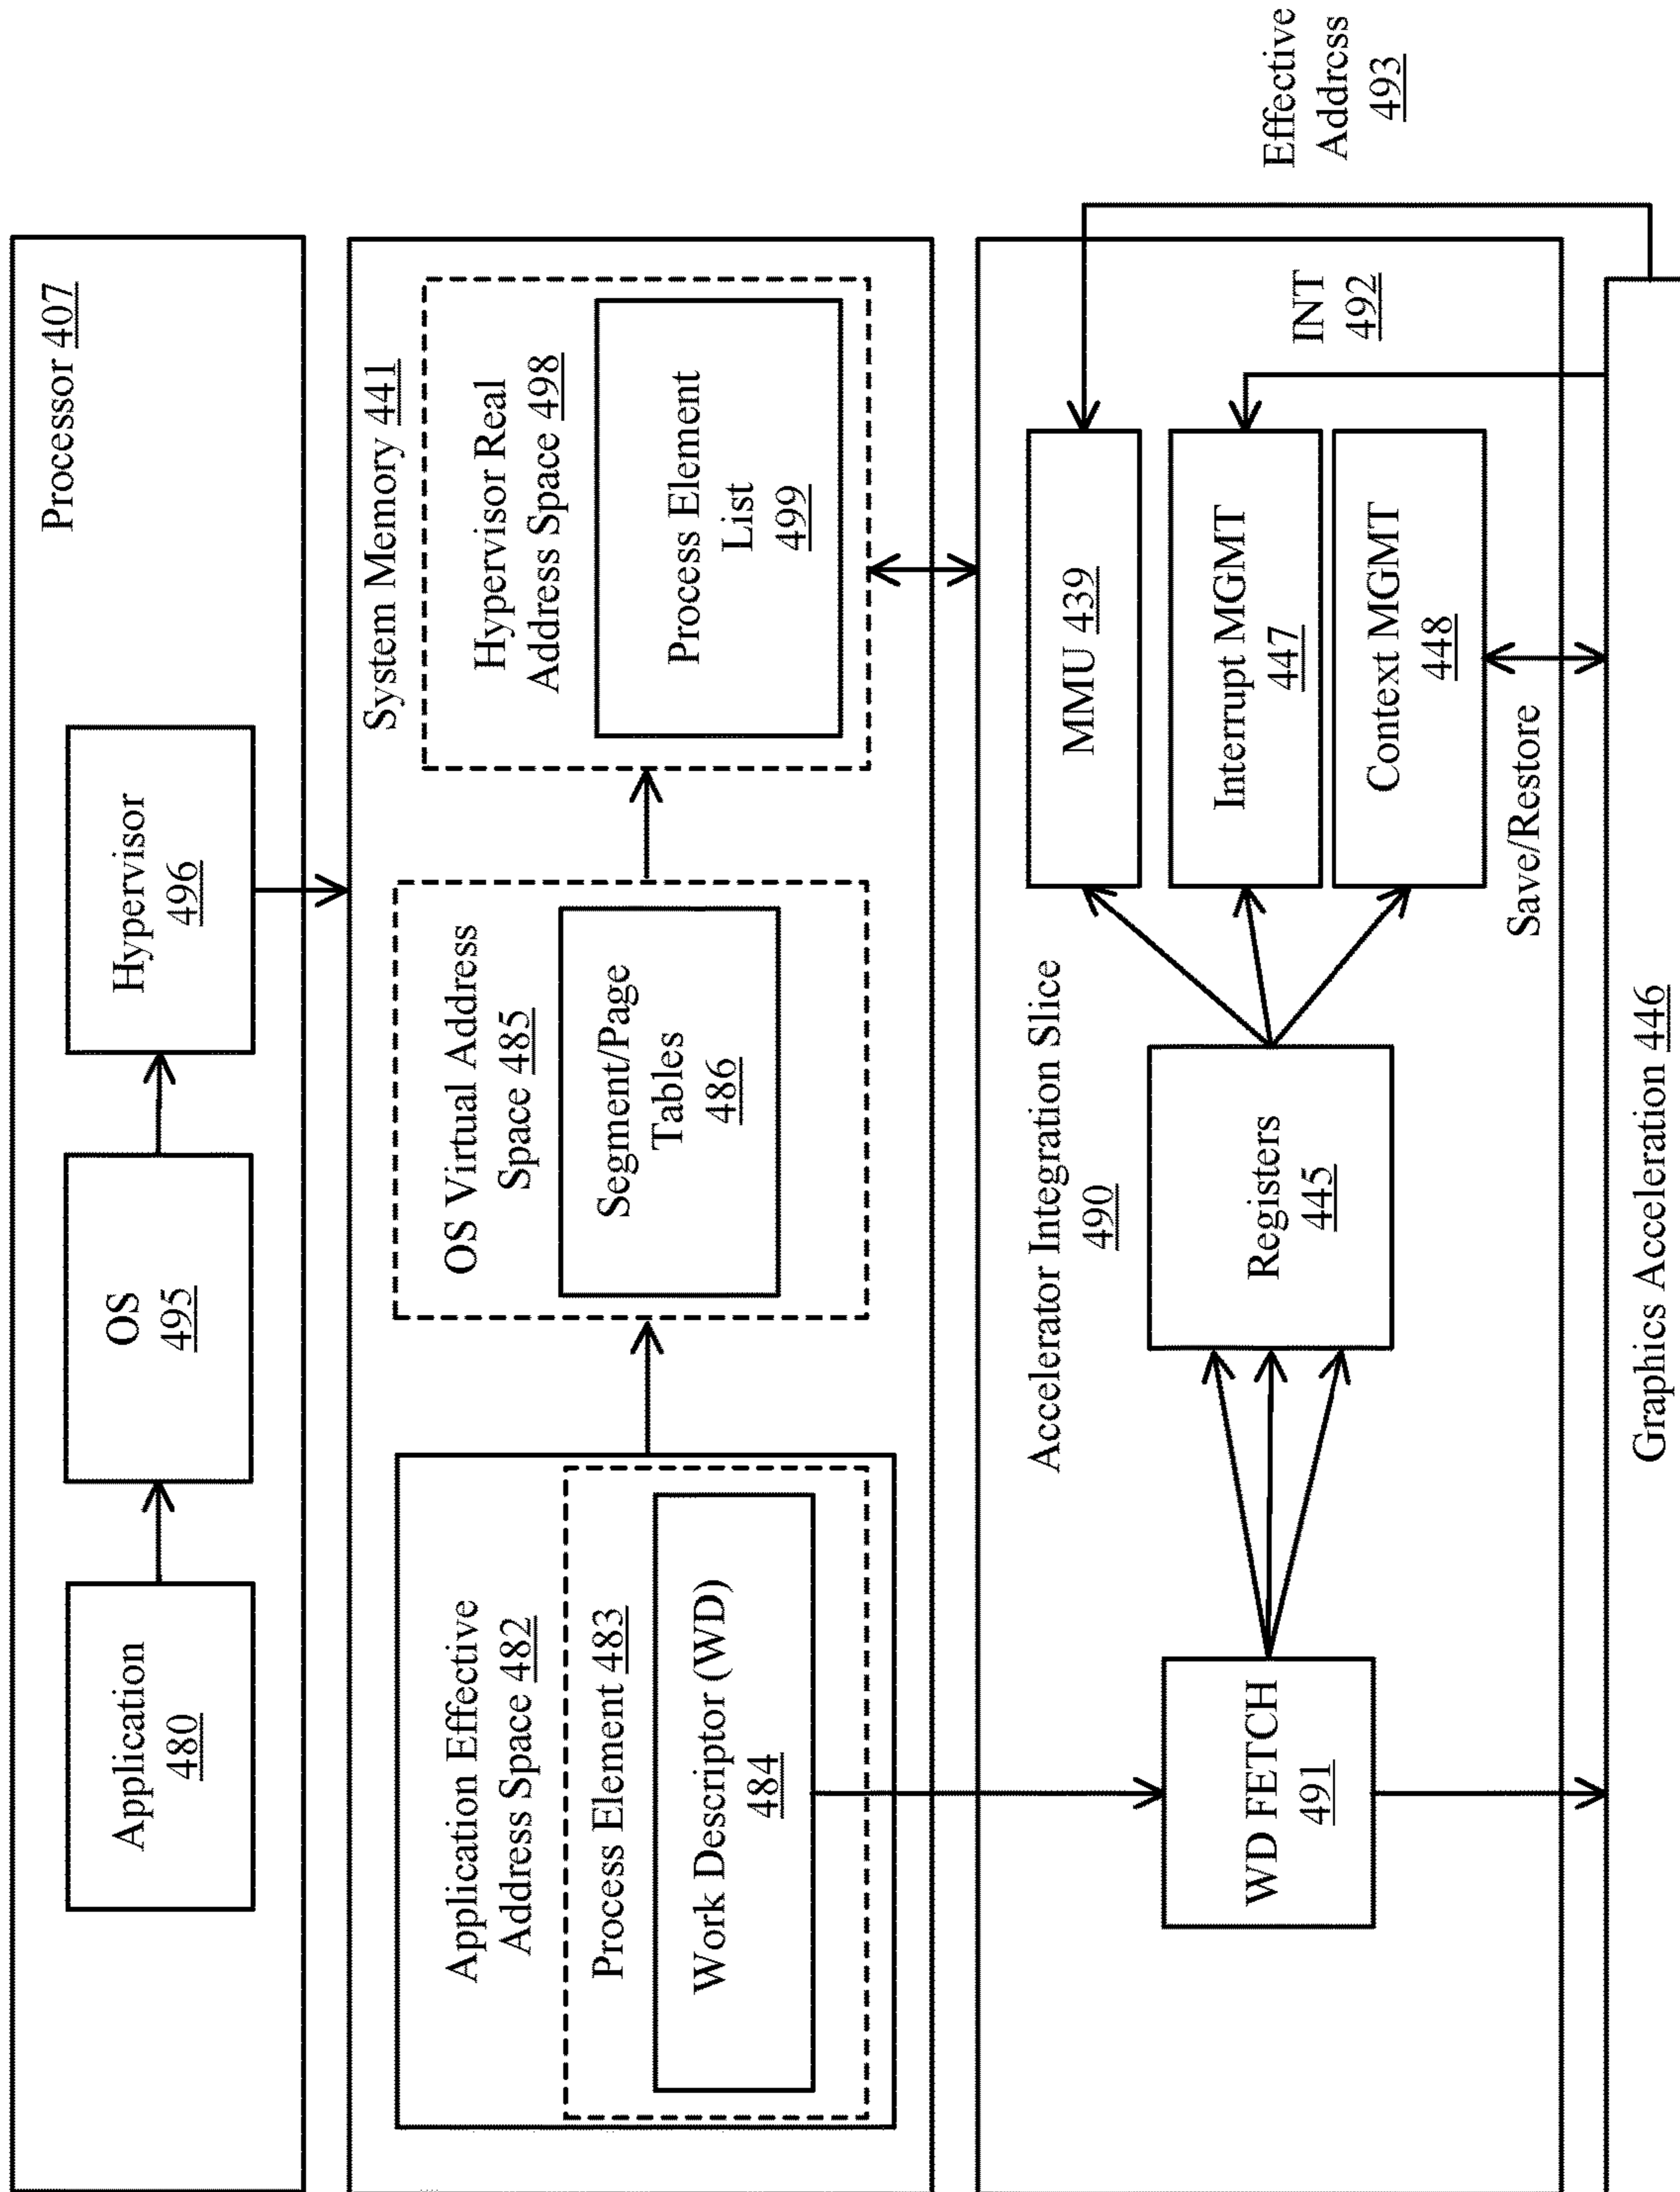 Processor 407
Application
480
OS
495
Hypervisor
496
System Memory 441
Application Effective
Address Space 482
Process Element 483
Work Descriptor (WD)
484
OS Virtual Address
Space 485
Segment/Page
Tables
486
Hypervisor Real
Address Space 498
Process Element
List
499
Accelerator Integration Slice
490
WD FETCH
491
Registers
445
MMU 439
Interrupt MGMT
447
Context MGMT
448
INT
492
Save/Restore
Effective
Address
493
Graphics Acceleration 446